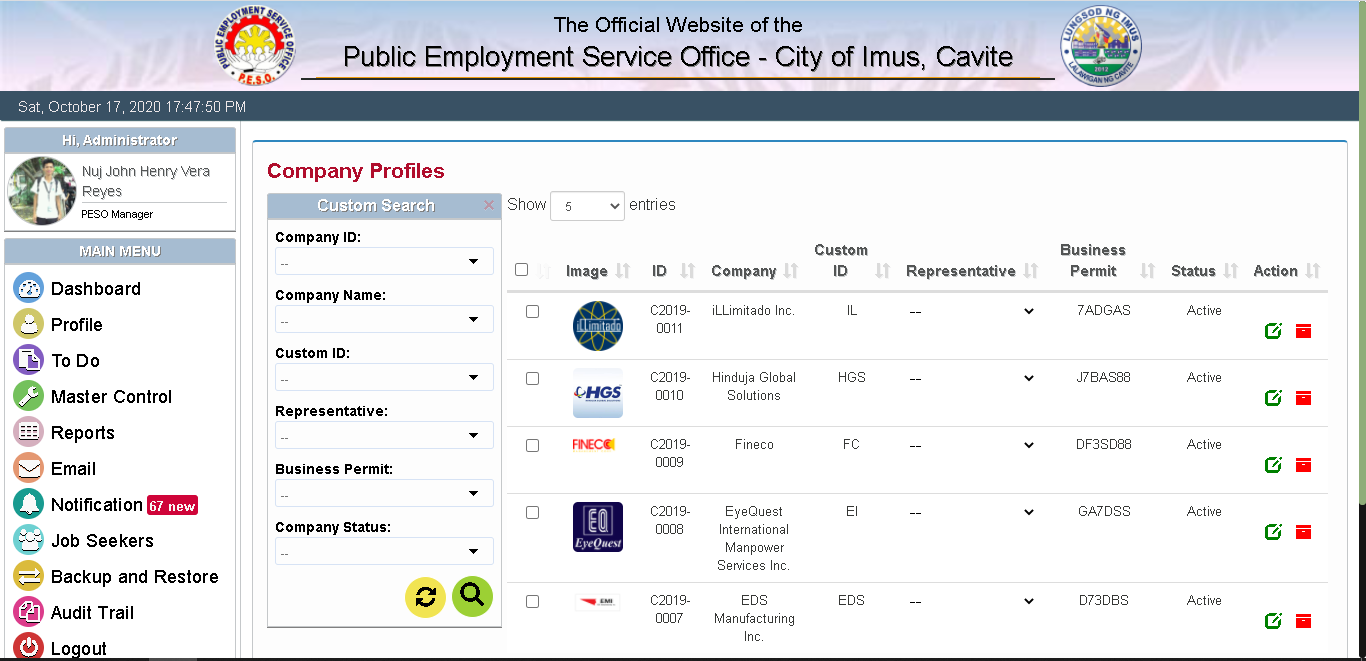 The Official Website of the
Public Employment Service Office - City of Imus, Cavite
PUBLIC EMPLOYMENT SERVICE OFFICE
P.E.S.O.
LUNGSOD NG IMUS
2012
LALAWIGAN NG CAVITE
Sat, October 17, 2020 17:47:50 PM
Hi, Administrator
Nuj John Henry Vera
Reyes
PESO Manager
MAIN MENU
Dashboard
Profile
To Do
Master Control
Reports
Email
Notification 67 new
Job Seekers
Backup and Restore
Audit Trail
Logout
Company Profiles
Custom Search ×
Company ID:
--
Company Name:
--
Custom ID:
--
Representative:
--
Business Permit:
--
Company Status:
--
Show 5 entries
Image ID Company Custom ID Representative Business Permit Status Action
iLLimitado
C2019-
0011
iLLimitado Inc. IL -- 7ADGAS Active
HGS
C2019-
0010
Hinduja Global
Solutions
HGS -- J7BAS88 Active
FINECO
C2019-
0009
Fineco FC -- DF3SD88 Active
EQ
EyeQuest
C2019-
0008
EyeQuest
International
Manpower
Services Inc.
EI -- GA7DSS Active
EMI
C2019-
0007
EDS
Manufacturing
Inc.
EDS -- D73DBS Active